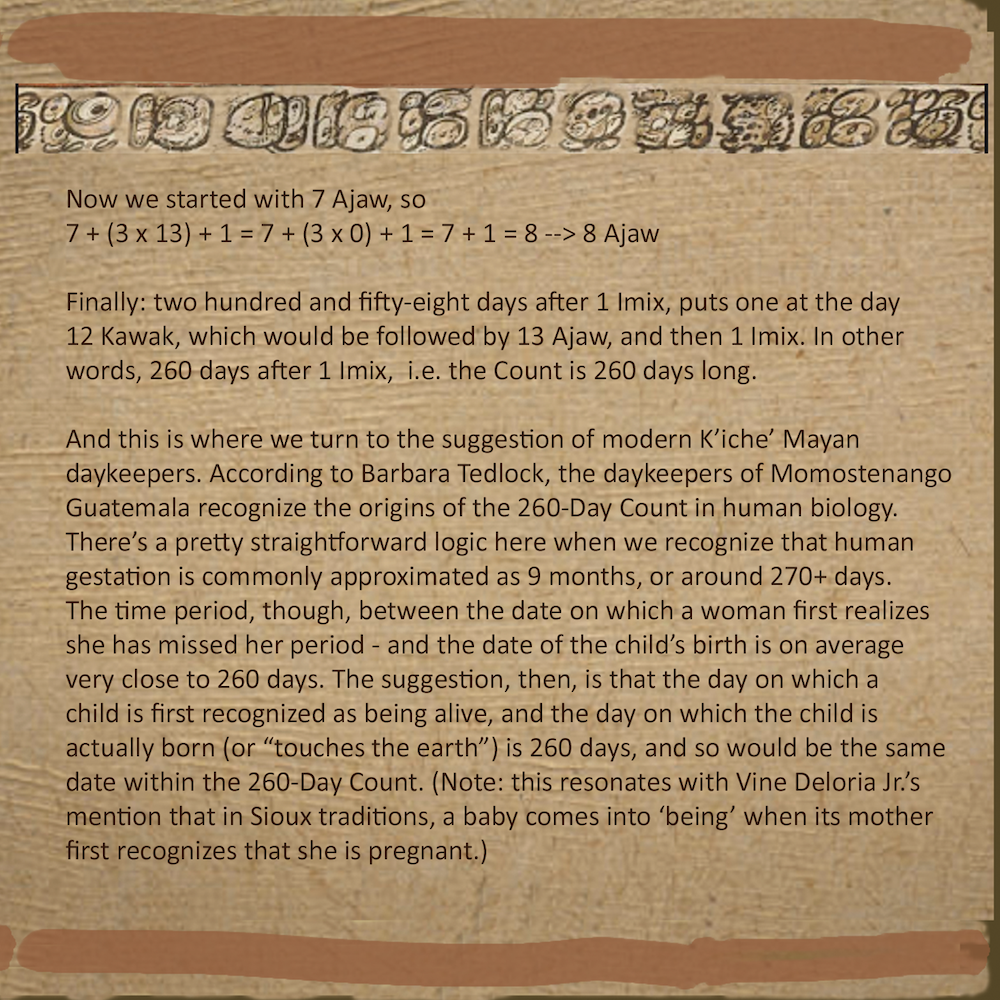 Now we started with 7 Ajaw, so
7 + (3 x 13) + 1 = 7 + (3 x 0) + 1 = 7 + 1 = 8 --> 8 Ajaw
Finally: two hundred and fifty-eight days after 1 Imix, puts one at the day
12 Kawak, which would be followed by 13 Ajaw, and then 1 Imix. In other
words, 260 days after 1 Imix,  i.e. the Count is 260 days long.
And this is where we turn to the suggestion of modern K’iche’ Mayan
daykeepers. According to Barbara Tedlock, the daykeepers of Momostenango
Guatemala recognize the origins of the 260-Day Count in human biology.
There’s a pretty straightforward logic here when we recognize that human
gestation is commonly approximated as 9 months, or around 270+ days.
The time period, though, between the date on which a woman first realizes
she has missed her period - and the date of the child’s birth is on average
very close to 260 days. The suggestion, then, is that the day on which a
child is first recognized as being alive, and the day on which the child is
actually born (or “touches the earth”) is 260 days, and so would be the same
date within the 260-Day Count. (Note: this resonates with Vine Deloria Jr.’s
mention that in Sioux traditions, a baby comes into ‘being’ when its mother
first recognizes that she is pregnant.)